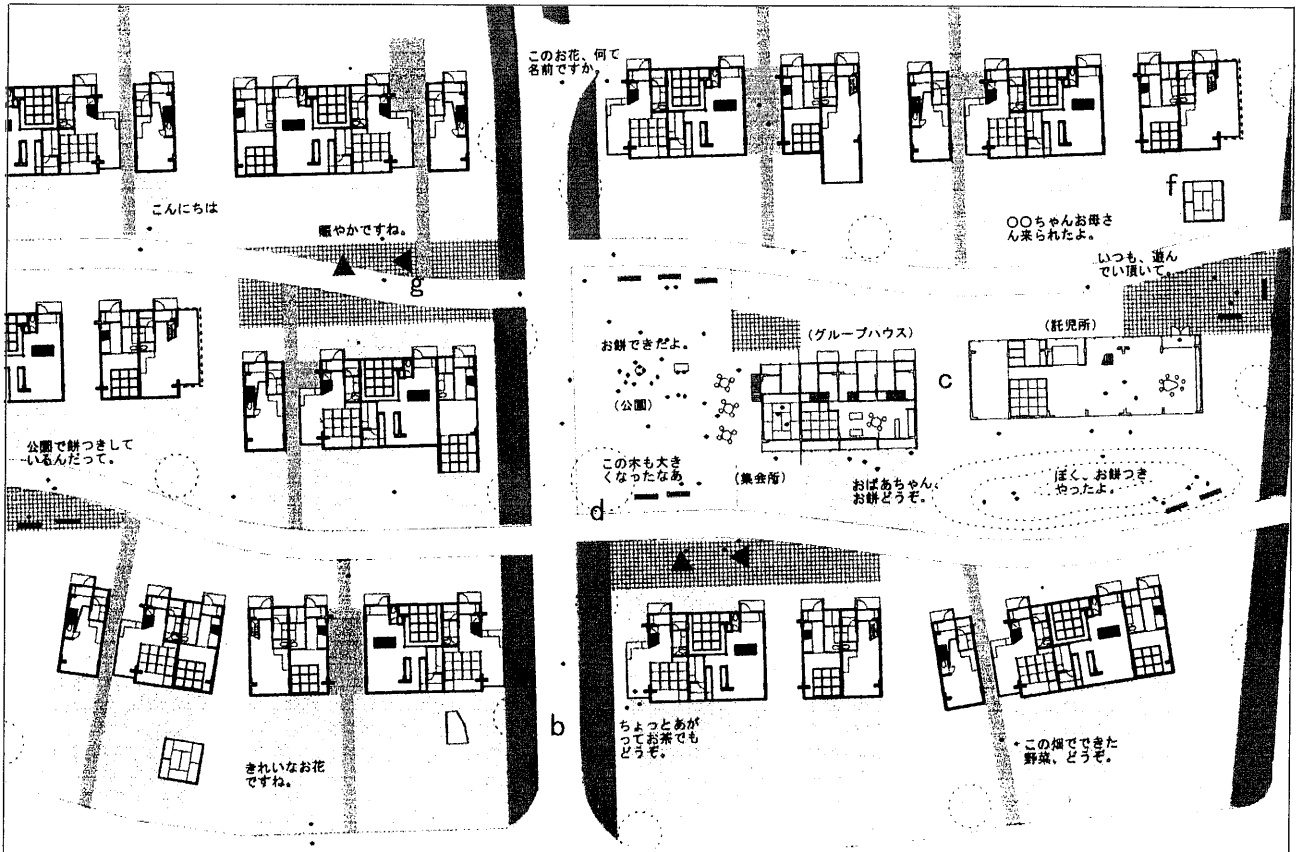 このお花、何て
名前ですか。
こんにちは
賑やかですね。
f
〇〇ちゃんお母さ
ん来られたよ。
いつも、遊ん
でい頂いて。
g
お餅できだよ。
(グループハウス)
(託児所)
c
(公園)
公園で餅つきして
いるんだって。
この木も大き
くなったなあ
(集会所)
おばあちゃん、
お餅どうぞ。
ぼく、お餅つき
やったよ。
d
b
ちょっとあが
ってお茶でも
どうぞ。
きれいなお花
ですね。
この畑でできた
野菜、どうぞ。